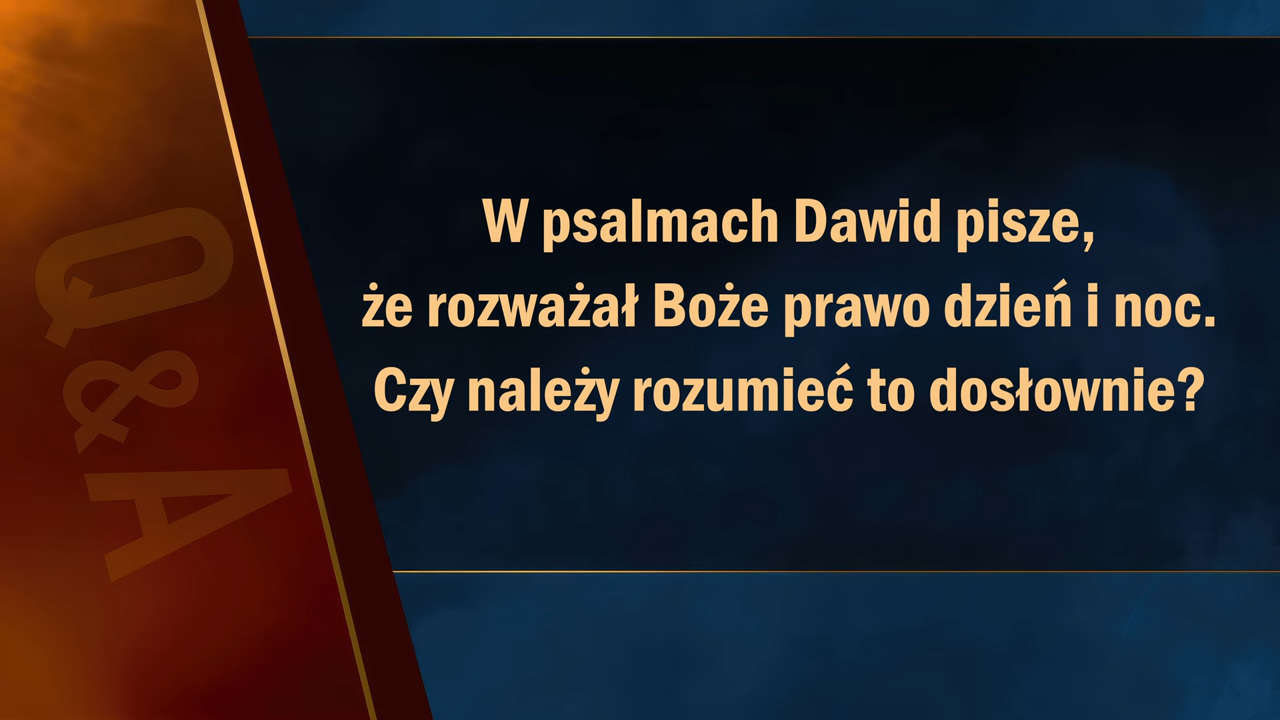 Q&A
W psalmach Dawid pisze,
że rozważał Boże prawo dzień i noc.
Czy należy rozumieć to dosłownie?